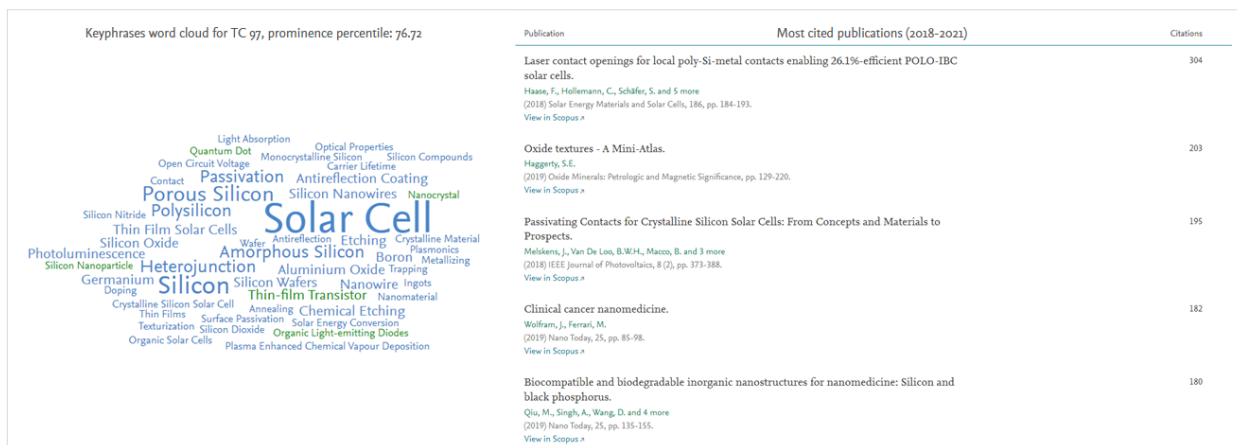 Keyphrases word cloud for TC 97, prominence percentile: 76.72
Light Absorption
Quantum Dot
Optical Properties
Monocrystalline Silicon
Silicon Compounds
Open Circuit Voltage
Carrier Lifetime
Contact
Passivation
Antireflection Coating
Porous Silicon
Silicon Nanowires
Nanocrystal
Silicon Nitride
Polysilicon
Solar Cell
Thin Film Solar Cells
Silicon Oxide
Wafer
Antireflection
Etching
Crystalline Material
Photoluminescence
Amorphous Silicon
Boron
Plasmonics
Metallizing
Silicon Nanoparticle
Heterojunction
Aluminium Oxide
Trapping
Germanium
Silicon
Silicon Wafers
Nanowire
Ingots
Doping
Thin-film Transistor
Nanomaterial
Crystalline Silicon Solar Cell
Annealing
Chemical Etching
Thin Films
Surface Passivation
Solar Energy Conversion
Texturization
Silicon Dioxide
Organic Light-emitting Diodes
Organic Solar Cells
Plasma Enhanced Chemical Vapour Deposition
Publication Most cited publications (2018-2021) Citations
Laser contact openings for local poly-Si-metal contacts enabling 26.1%-efficient POLO-IBC 304
solar cells.
Haase, F., Hollemann, C., Schäfer, S. and 5 more
(2018) Solar Energy Materials and Solar Cells, 186, pp. 184-193.
View in Scopus ↗
Oxide textures - A Mini-Atlas. 203
Haggerty, S.E.
(2019) Oxide Minerals: Petrologic and Magnetic Significance, pp. 129-220.
View in Scopus ↗
Passivating Contacts for Crystalline Silicon Solar Cells: From Concepts and Materials to 195
Prospects.
Melskens, J., Van De Loo, B.W.H., Macco, B. and 3 more
(2018) IEEE Journal of Photovoltaics, 8 (2), pp. 373-388.
View in Scopus ↗
Clinical cancer nanomedicine. 182
Wolfram, J., Ferrari, M.
(2019) Nano Today, 25, pp. 85-98.
View in Scopus ↗
Biocompatible and biodegradable inorganic nanostructures for nanomedicine: Silicon and 180
black phosphorus.
Qiu, M., Singh, A., Wang, D. and 4 more
(2019) Nano Today, 25, pp. 135-155.
View in Scopus ↗